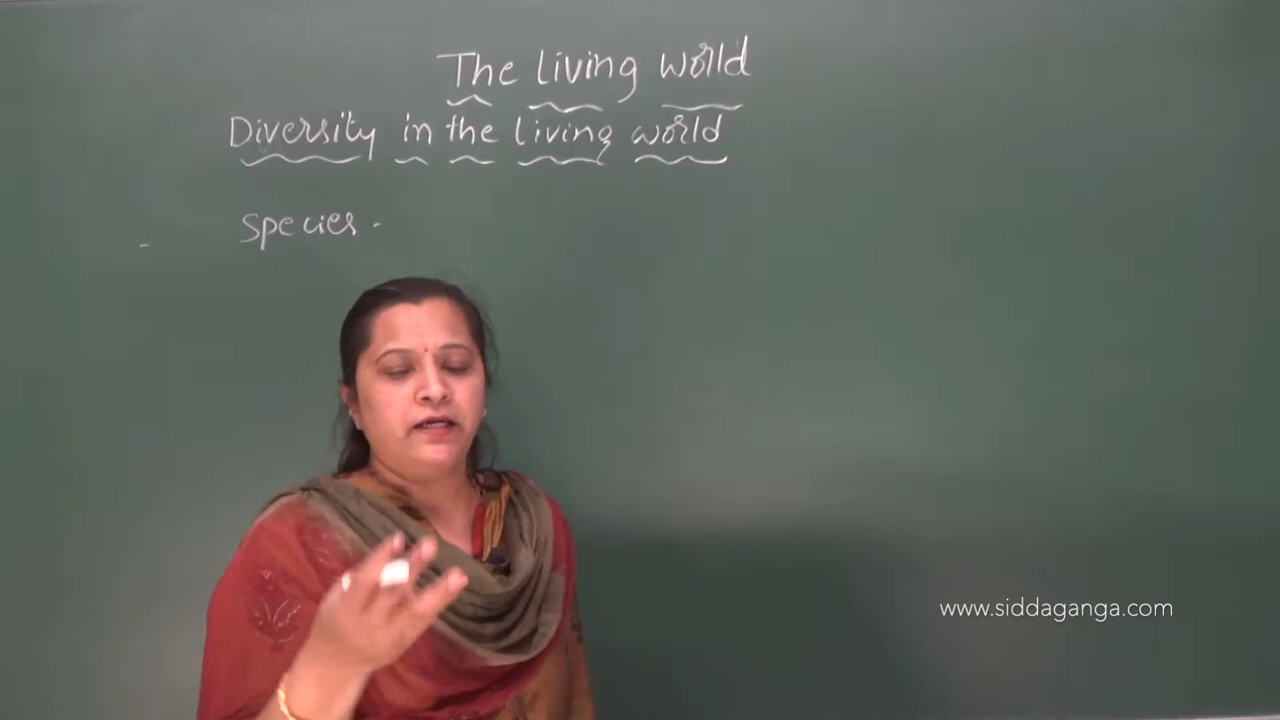 The living world
Diversity in the living world
Species.
www.siddaganga.com